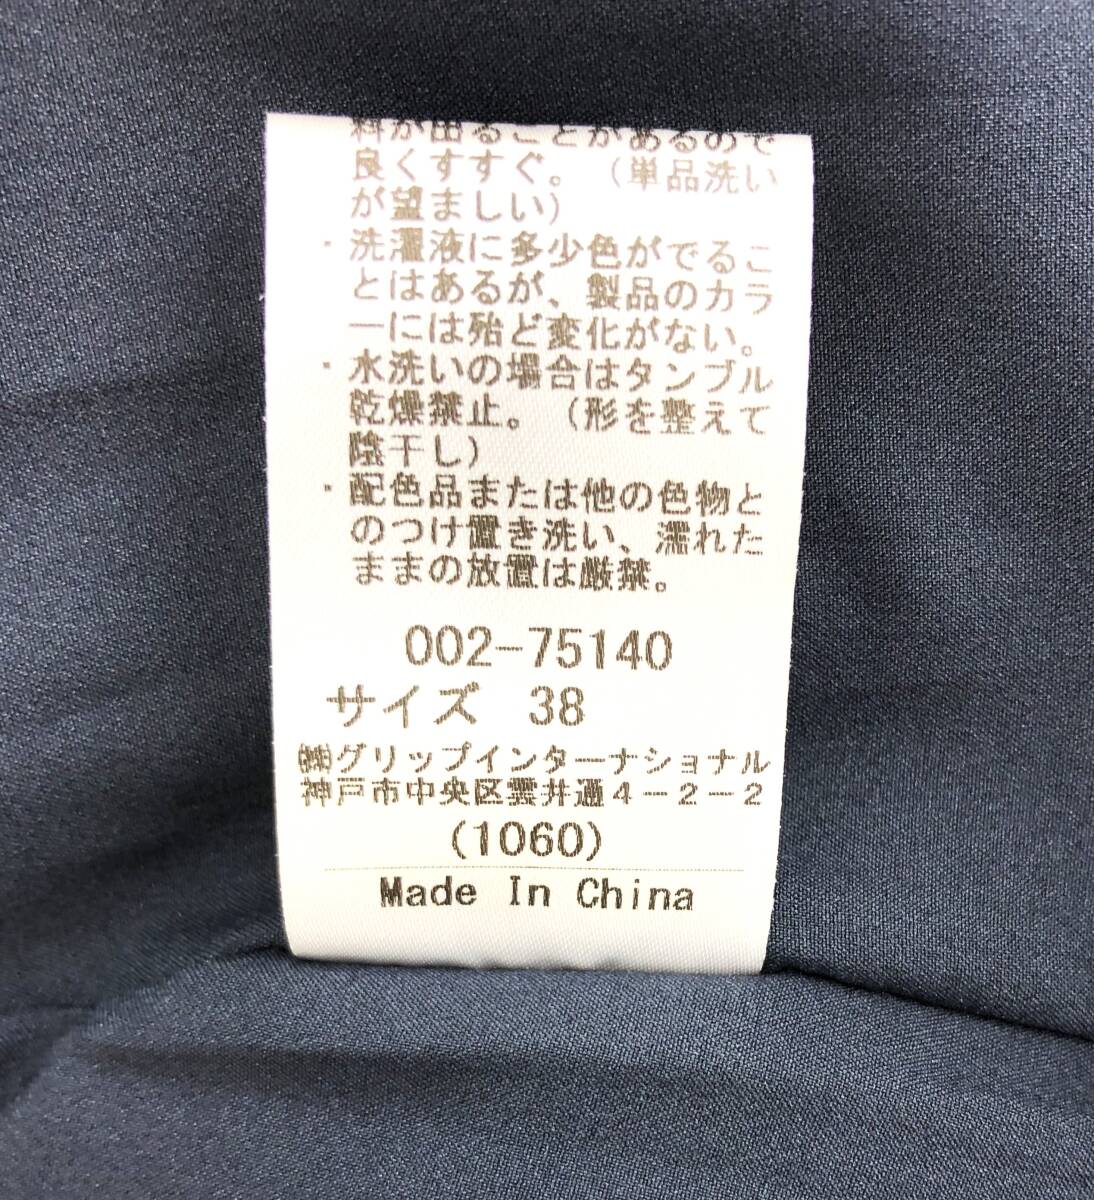 料が出ることがあるので
良くすすぐ。（単品洗い
が望ましい）
・洗濯液に多少色がでるこ
とはあるが、製品のカラ
ーには殆ど変化がない。
・水洗いの場合はタンブル
乾燥禁止。（形を整えて
陰干し）
・配色品または他の色物と
のつけ置き洗い、濡れた
ままの放置は厳禁。
002-75140
サイズ 38
㈱グリップインターナショナル
神戸市中央区雲井通4-2-2
(1060)
Made In China